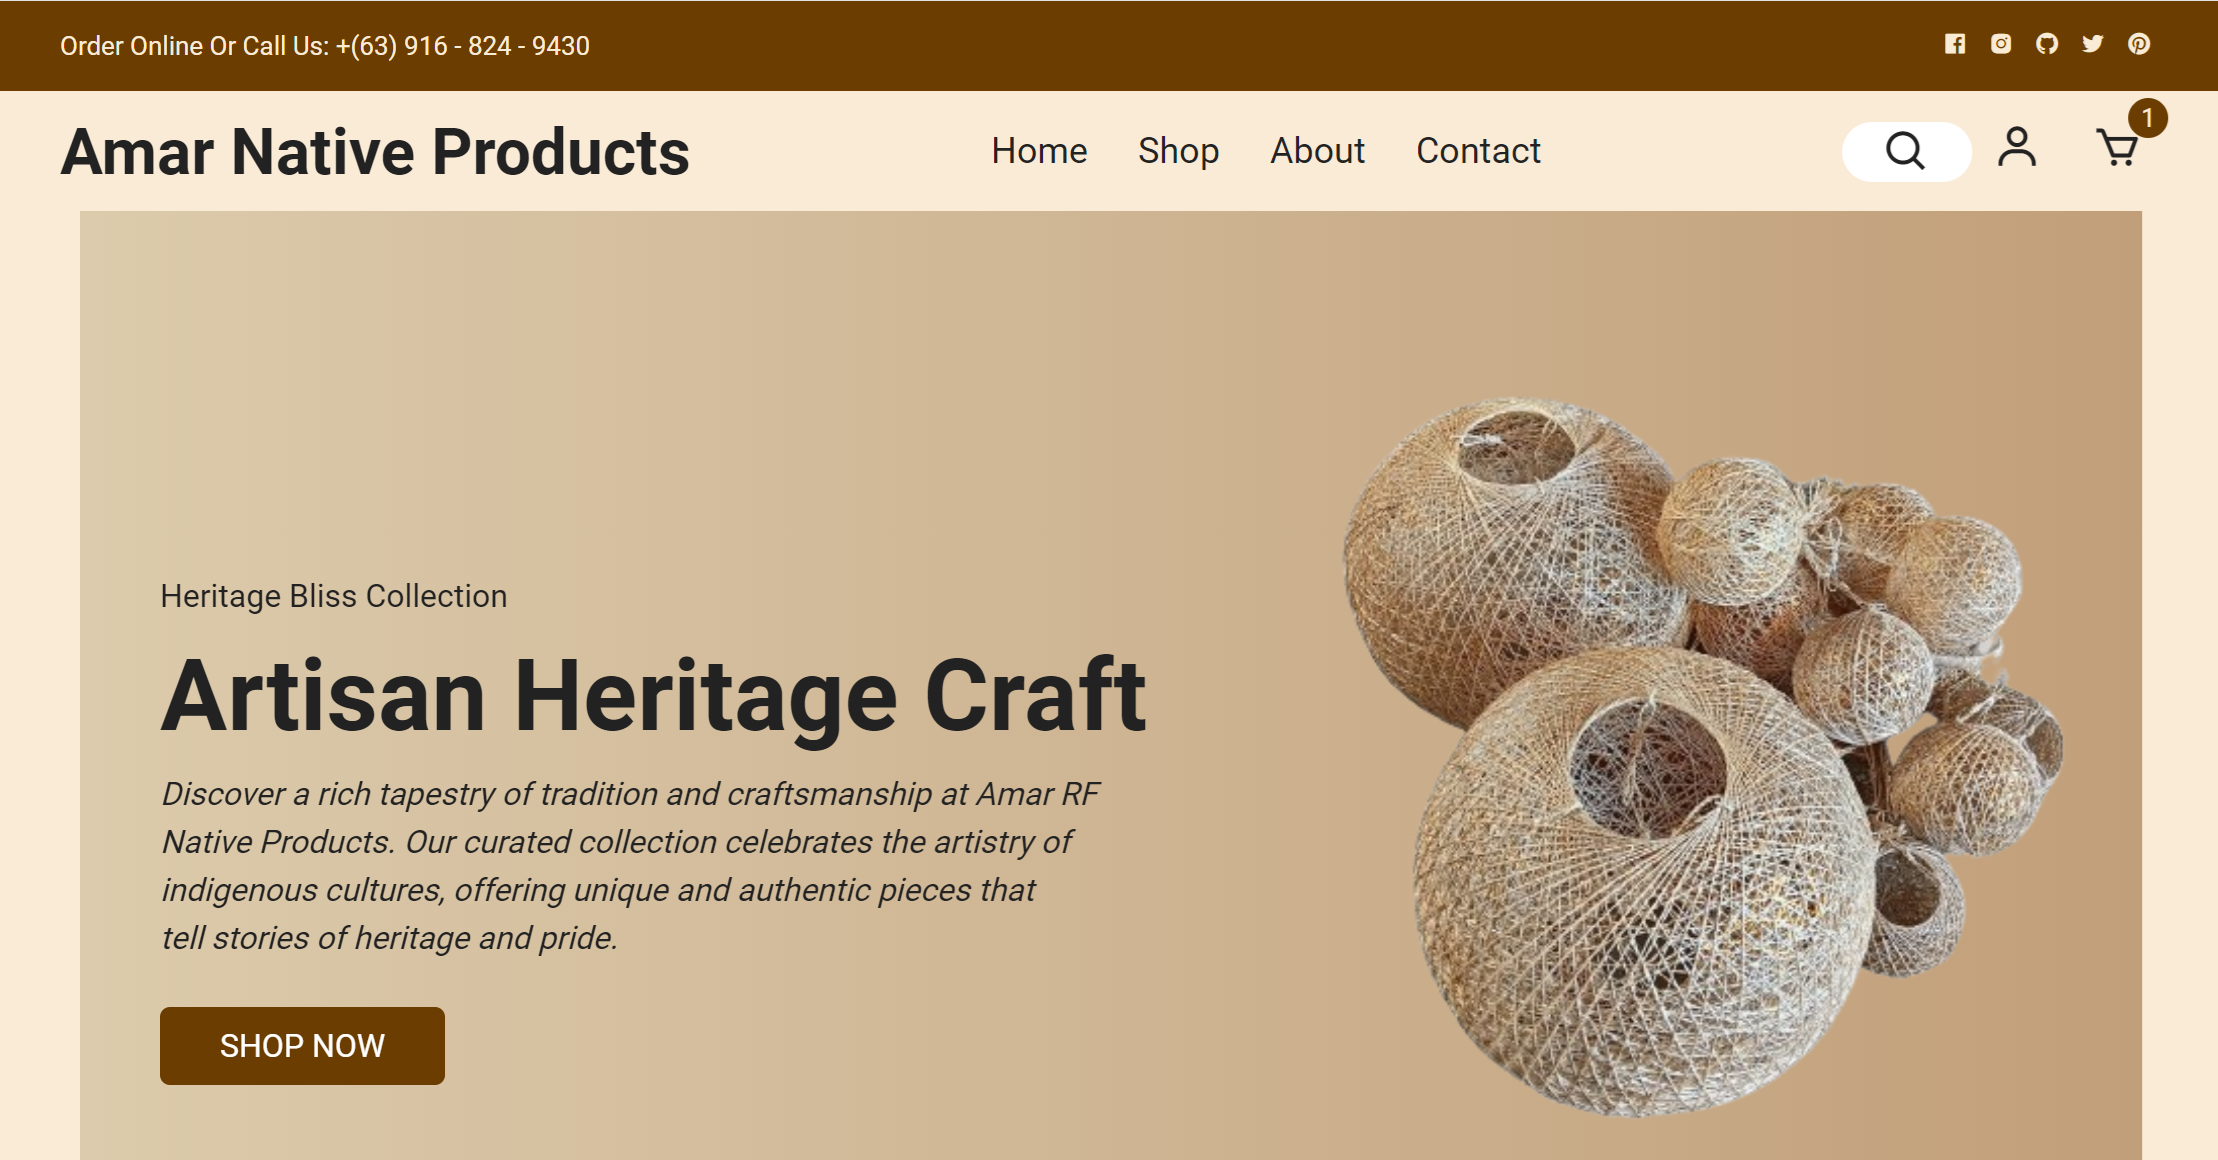 Order Online Or Call Us: +(63) 916 - 824 - 9430
Amar Native Products
Home Shop About Contact
1
Heritage Bliss Collection
Artisan Heritage Craft
Discover a rich tapestry of tradition and craftsmanship at Amar RF
Native Products. Our curated collection celebrates the artistry of
indigenous cultures, offering unique and authentic pieces that
tell stories of heritage and pride.
SHOP NOW